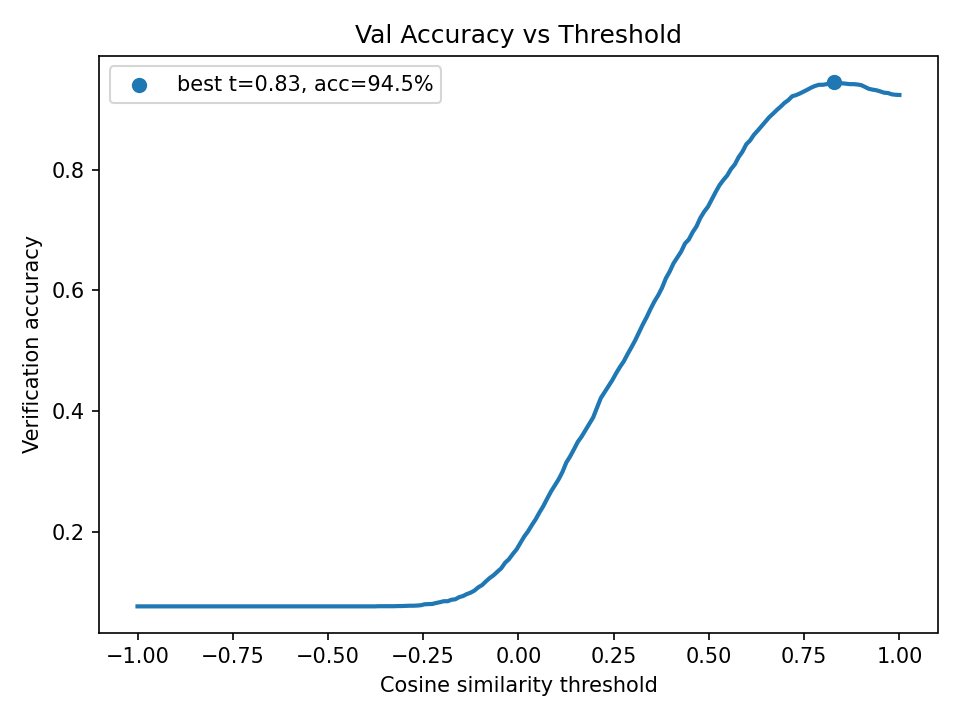 Val Accuracy vs Threshold
best t=0.83, acc=94.5%
Verification accuracy
0.8
0.6
0.4
0.2
−1.00 −0.75 −0.50 −0.25 0.00 0.25 0.50 0.75 1.00
Cosine similarity threshold